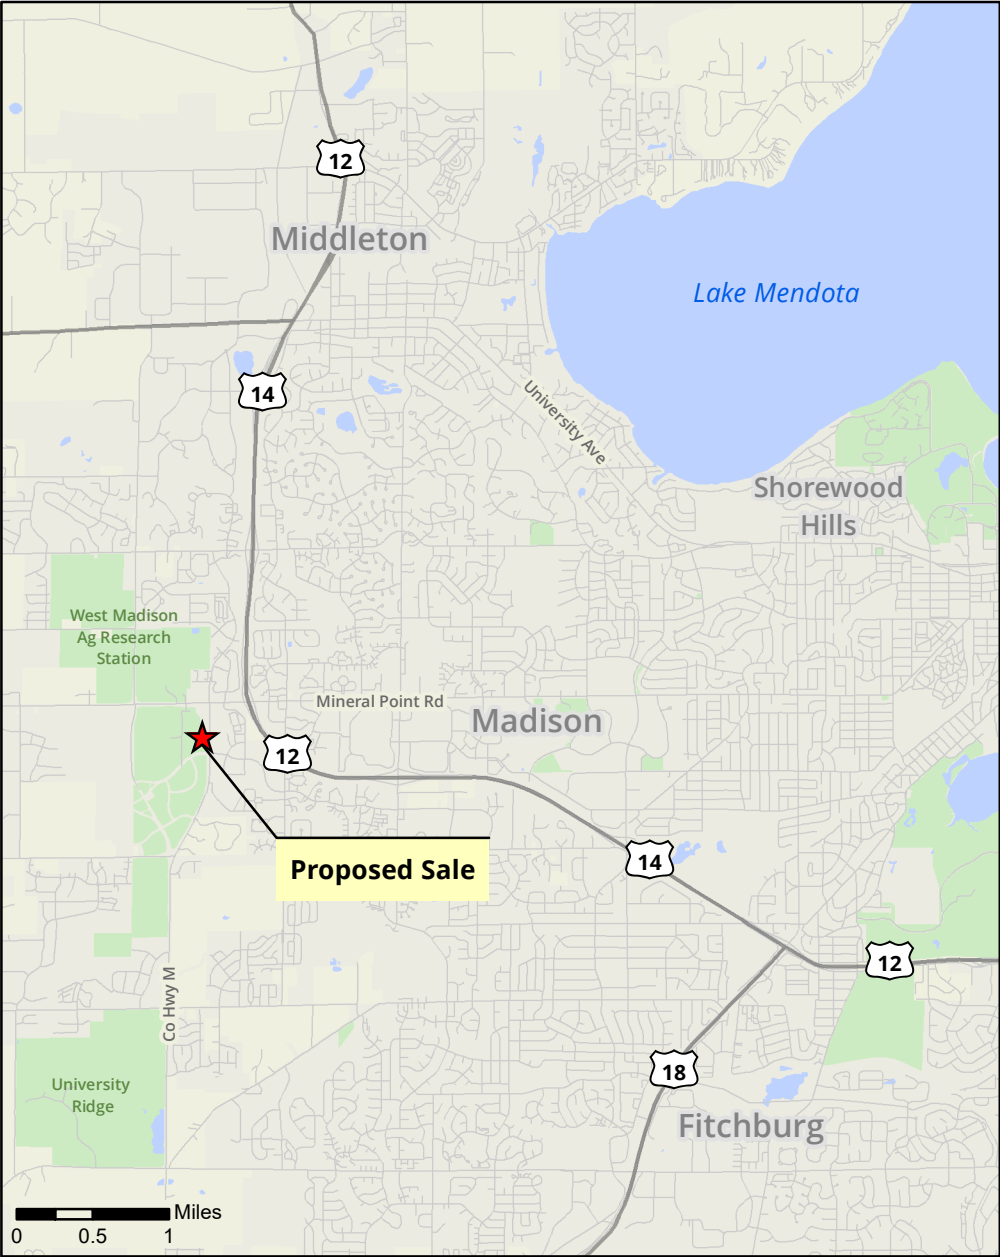 12
Middleton
Lake Mendota
14
University Ave
Shorewood
Hills
West Madison
Ag Research
Station
Mineral Point Rd
Madison
12
14
Proposed Sale
12
Co Hwy M
18
University
Ridge
Fitchburg
Miles
0 0.5 1